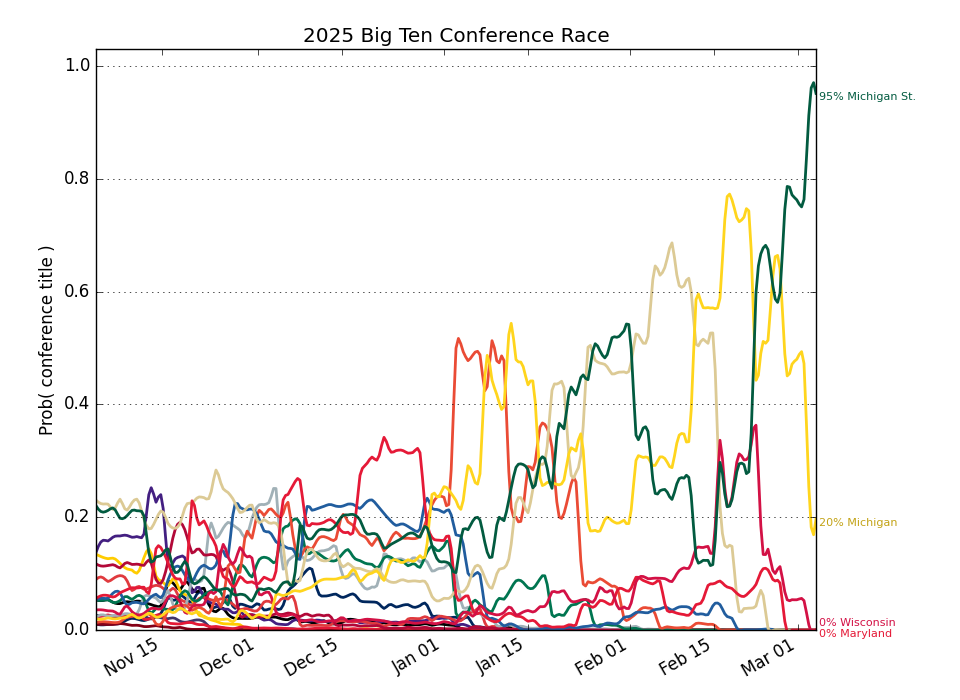 2025 Big Ten Conference Race
Prob( conference title )
1.0
0.8
0.6
0.4
0.2
0.0
95% Michigan St.
20% Michigan
0% Wisconsin
0% Maryland
Nov 15
Dec 01
Dec 15
Jan 01
Jan 15
Feb 01
Feb 15
Mar 01